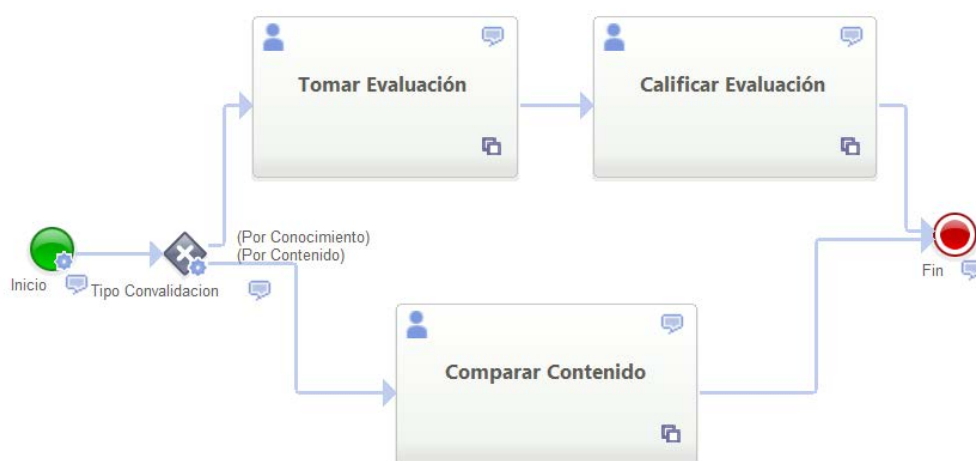 Tomar Evaluación
Calificar Evaluación
(Por Conocimiento)
(Por Contenido)
Inicio
Tipo Convalidacion
Fin
Comparar Contenido